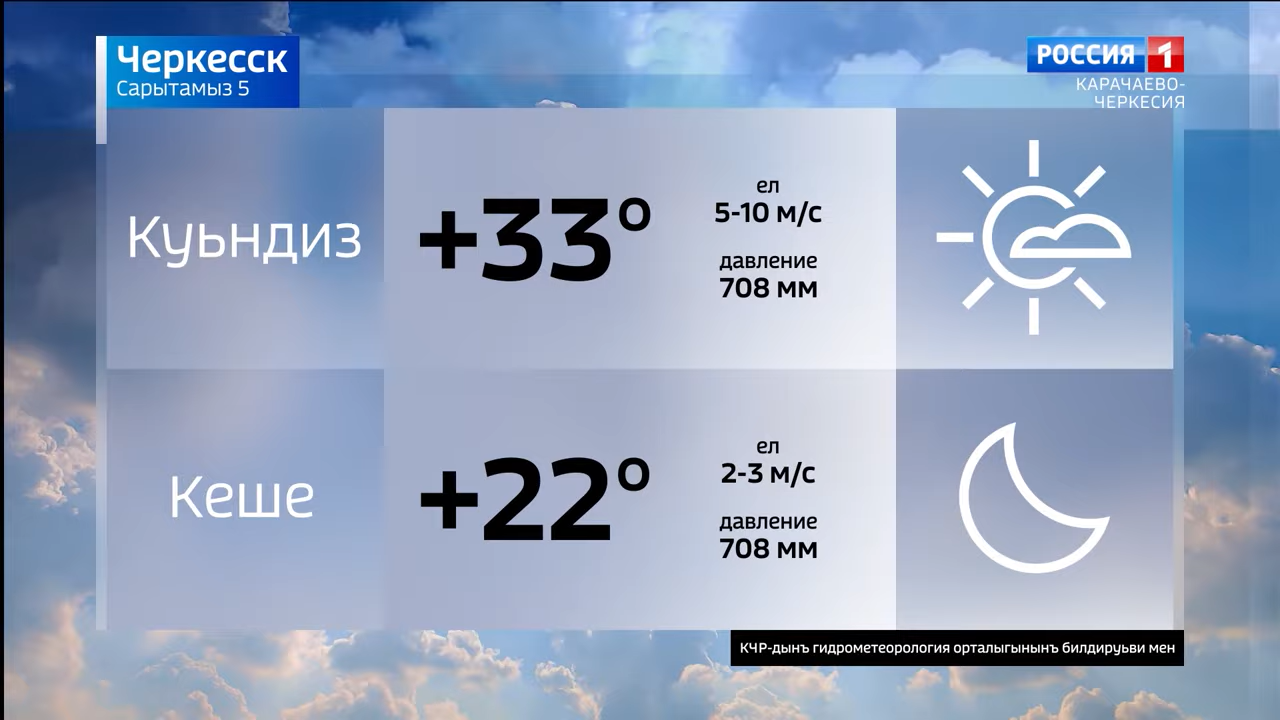 Черкесск
Сарытамыз 5
РОССИЯ 1
КАРАЧАЕВО-
ЧЕРКЕСИЯ
Куьндиз
+33°
ел
5-10 м/с
давление
708 мм
Кеше
+22°
ел
2-3 м/с
давление
708 мм
КЧР-дынъ гидрометеорология орталыгынынъ билдируьви мен